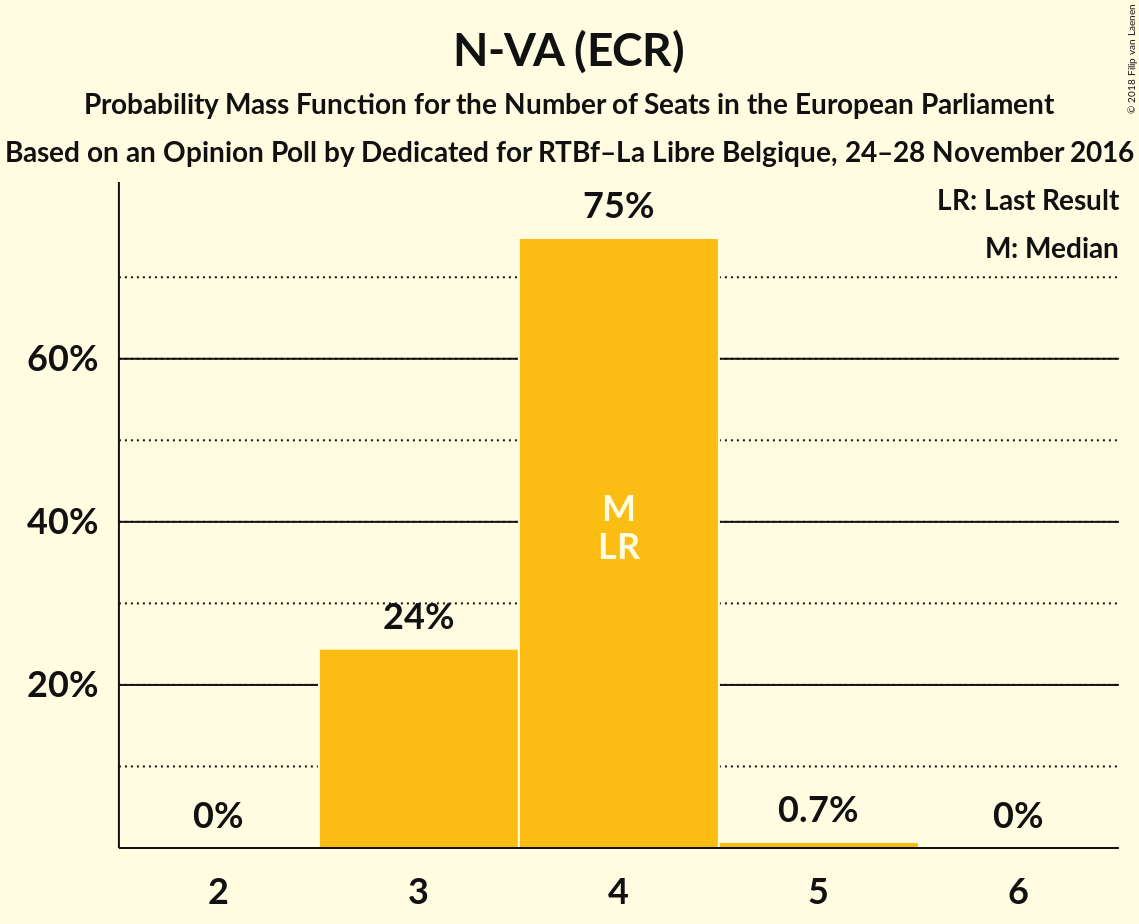 N-VA (ECR)
Probability Mass Function for the Number of Seats in the European Parliament
Based on an Opinion Poll by Dedicated for RTBf–La Libre Belgique, 24–28 November 2016
© 2018 Filip van Laenen
LR: Last Result
M: Median
75%
60%
M
40%
LR
24%
20%
0%
0.7%
0%
2
3
4
5
6